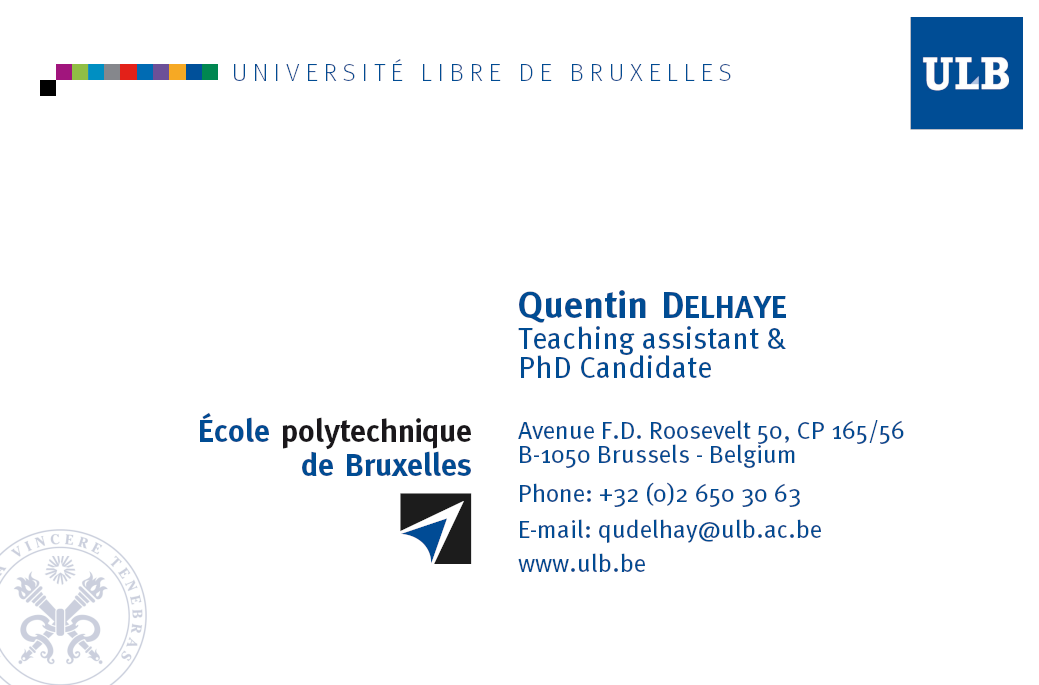 UNIVERSITÉ LIBRE DE BRUXELLES
ULB
Quentin DELHAYE
Teaching assistant &
PhD Candidate
École polytechnique
de Bruxelles
Avenue F.D. Roosevelt 50, CP 165/56
B-1050 Brussels - Belgium
Phone: +32 (0)2 650 30 63
E-mail: qudelhay@ulb.ac.be
www.ulb.be
VINCERE TENEBRAS